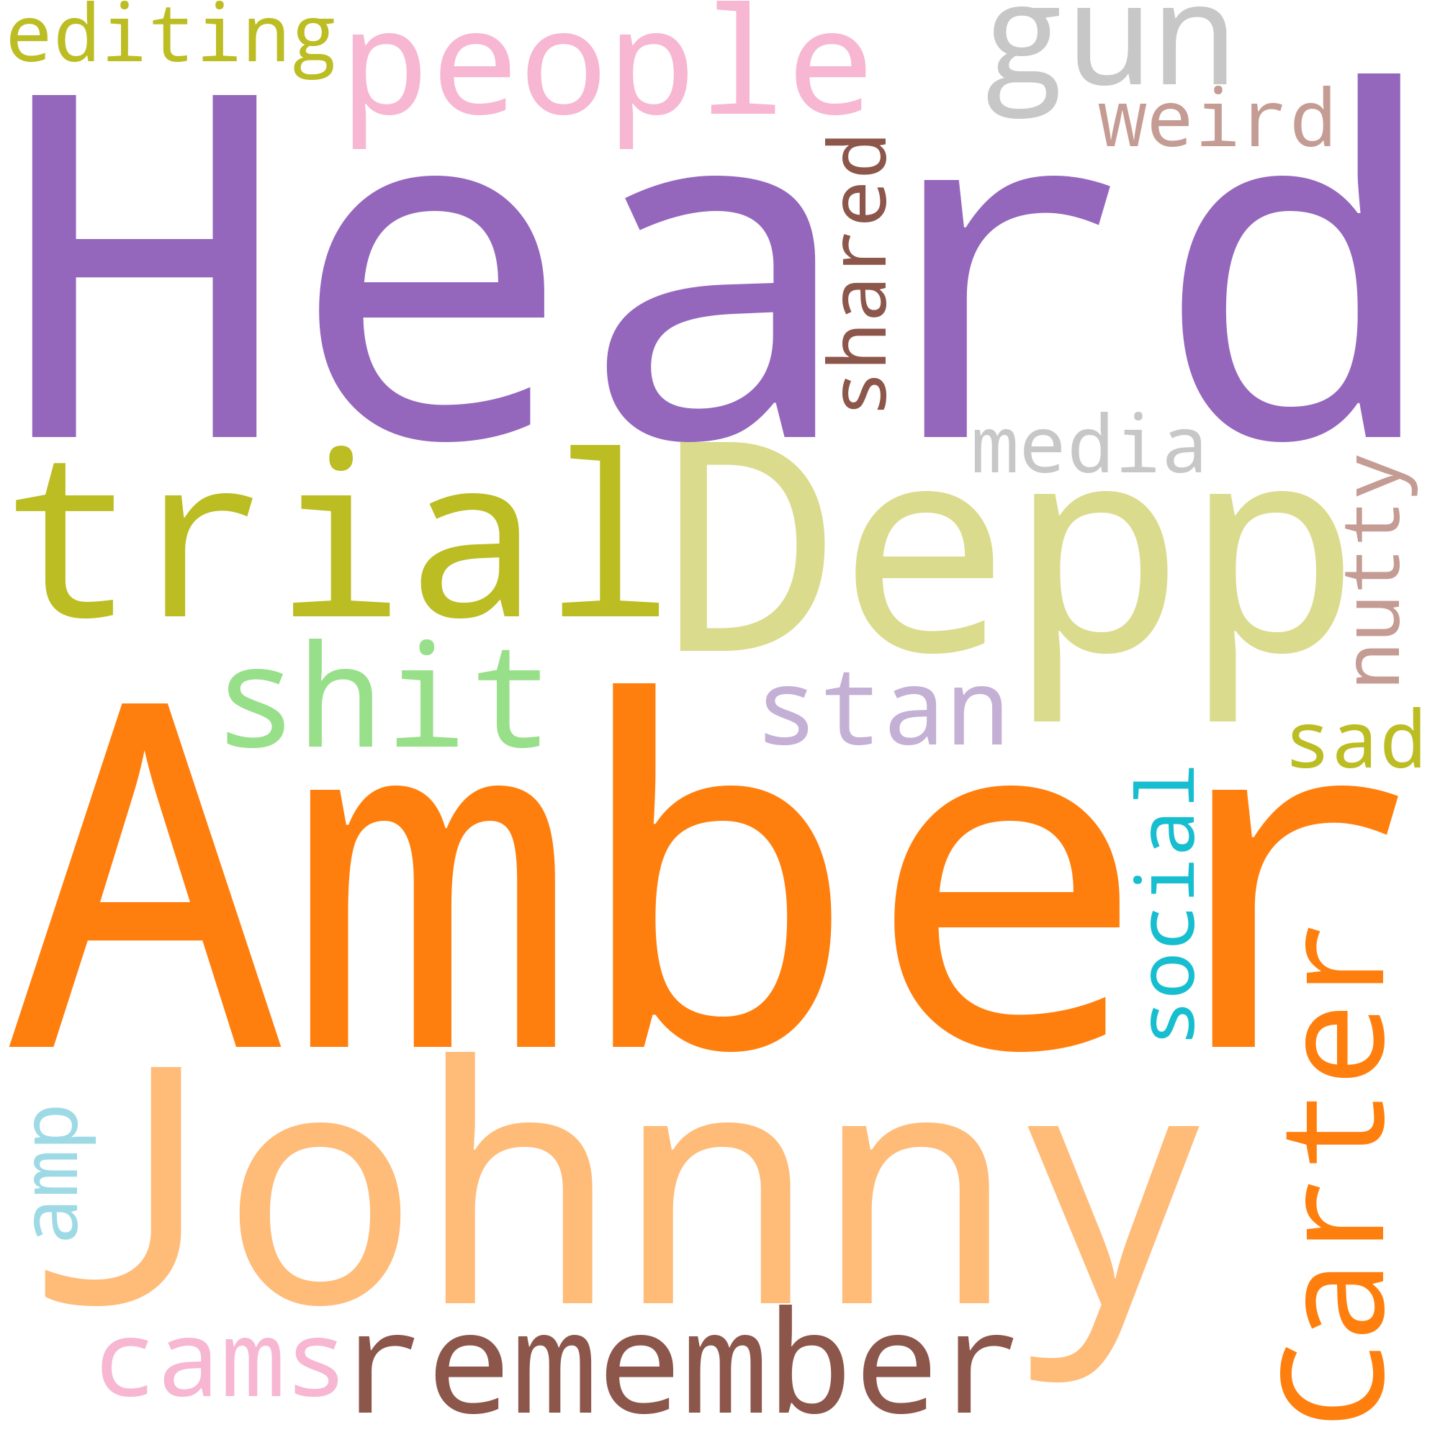 editing
people
gun
weird
Heard
shared
media
trial
Depp
nutty
shit
stan
sad
Amber
social
Carter
Johnny
amp
cams
remember